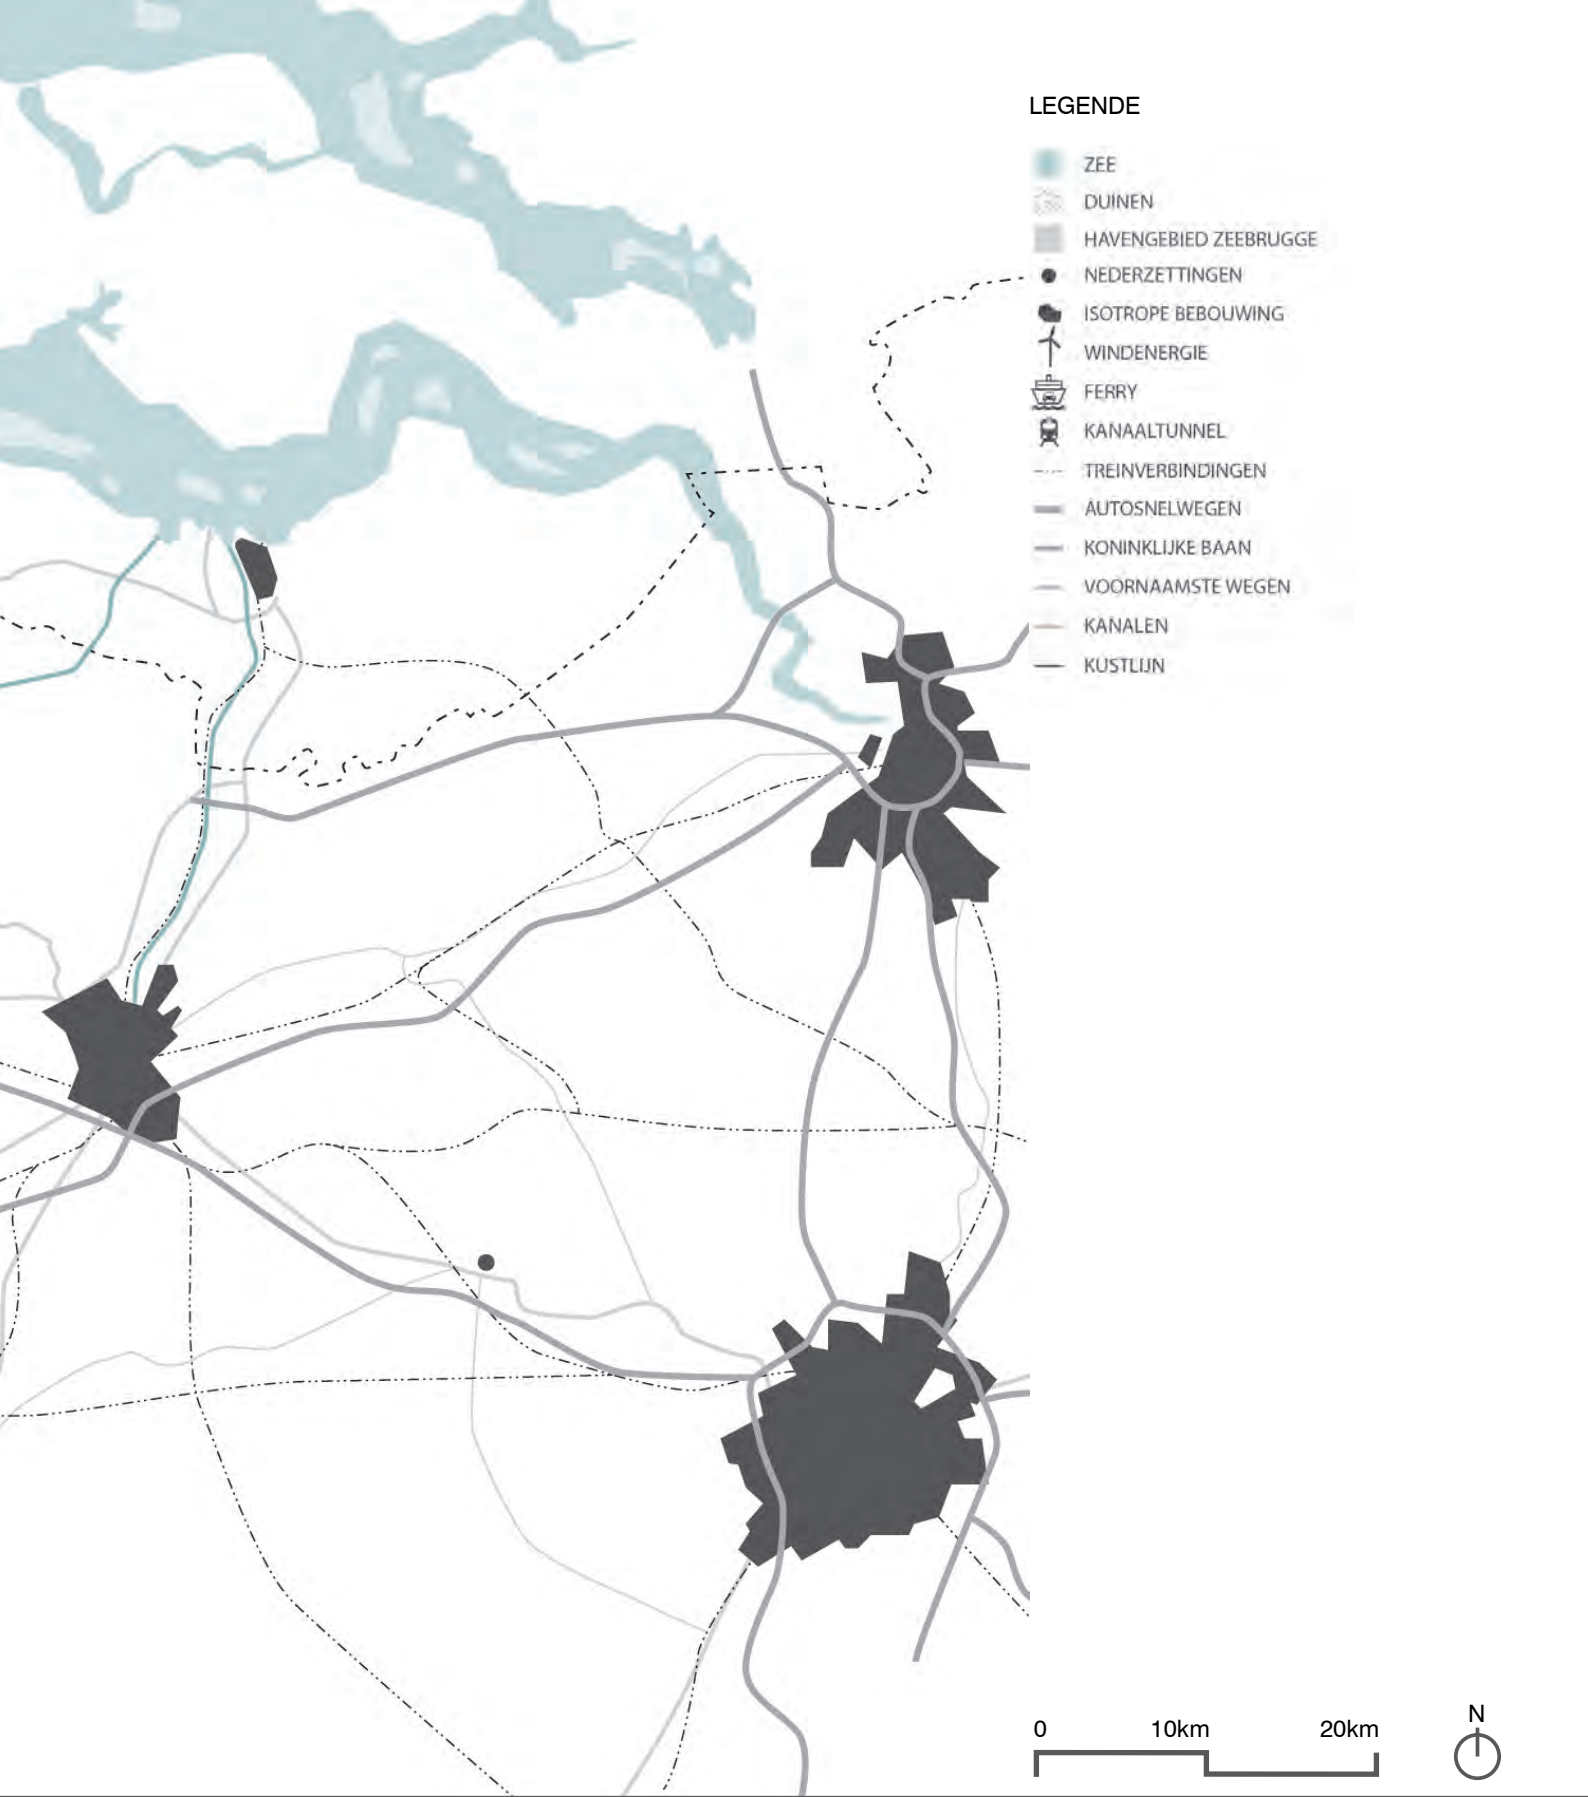 LEGENDE
ZEE
DUINEN
HAVENGEBIED ZEEBRUGGE
NEDERZETTINGEN
ISOTROPE BEBOUWING
WINDENERGIE
FERRY
KANAALTUNNEL
TREINVERBINDINGEN
AUTOSNELWEGEN
KONINKLIJKE BAAN
VOORNAAMSTE WEGEN
KANALEN
KUSTLIJN
0 10km 20km
N